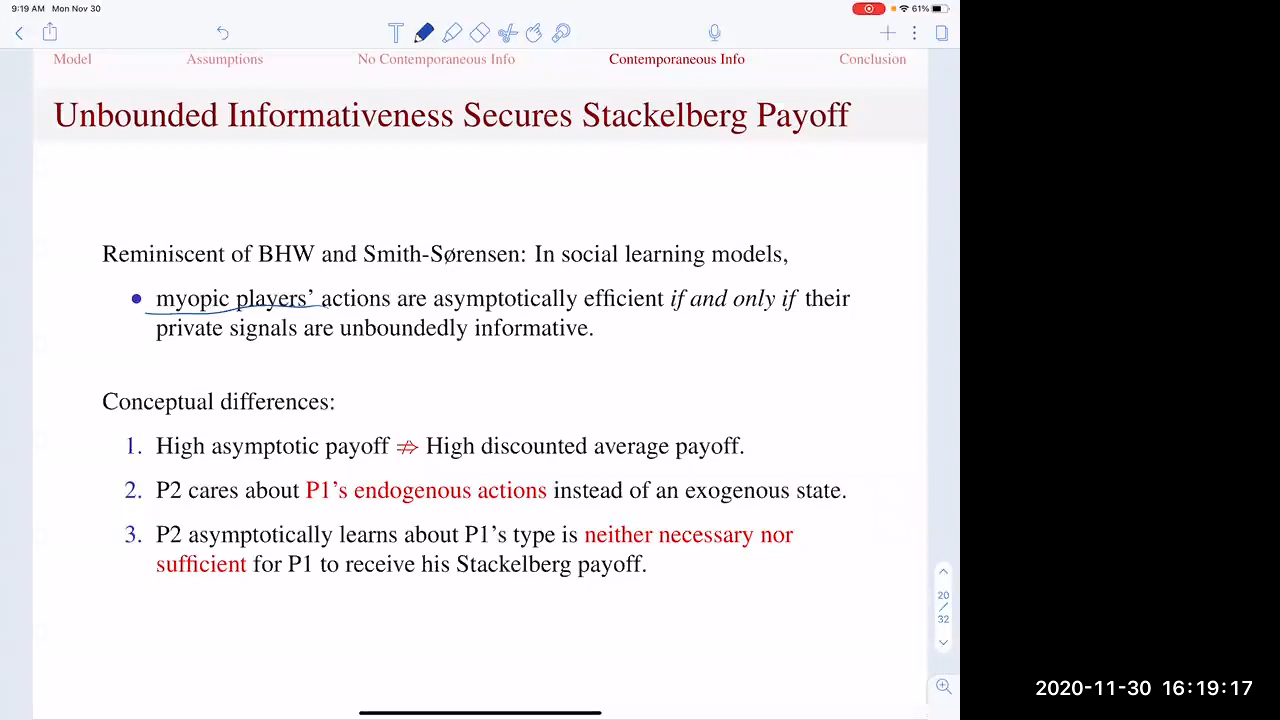 9:19 AM Mon Nov 30
61%
Model Assumptions No Contemporaneous Info Contemporaneous Info Conclusion
Unbounded Informativeness Secures Stackelberg Payoff
Reminiscent of BHW and Smith-Sørensen: In social learning models,
• myopic players’ actions are asymptotically efficient if and only if their
private signals are unboundedly informative.
Conceptual differences:
1. High asymptotic payoff ⇏ High discounted average payoff.
2. P2 cares about P1’s endogenous actions instead of an exogenous state.
3. P2 asymptotically learns about P1’s type is neither necessary nor
sufficient for P1 to receive his Stackelberg payoff.
20
/
32
2020-11-30 16:19:17